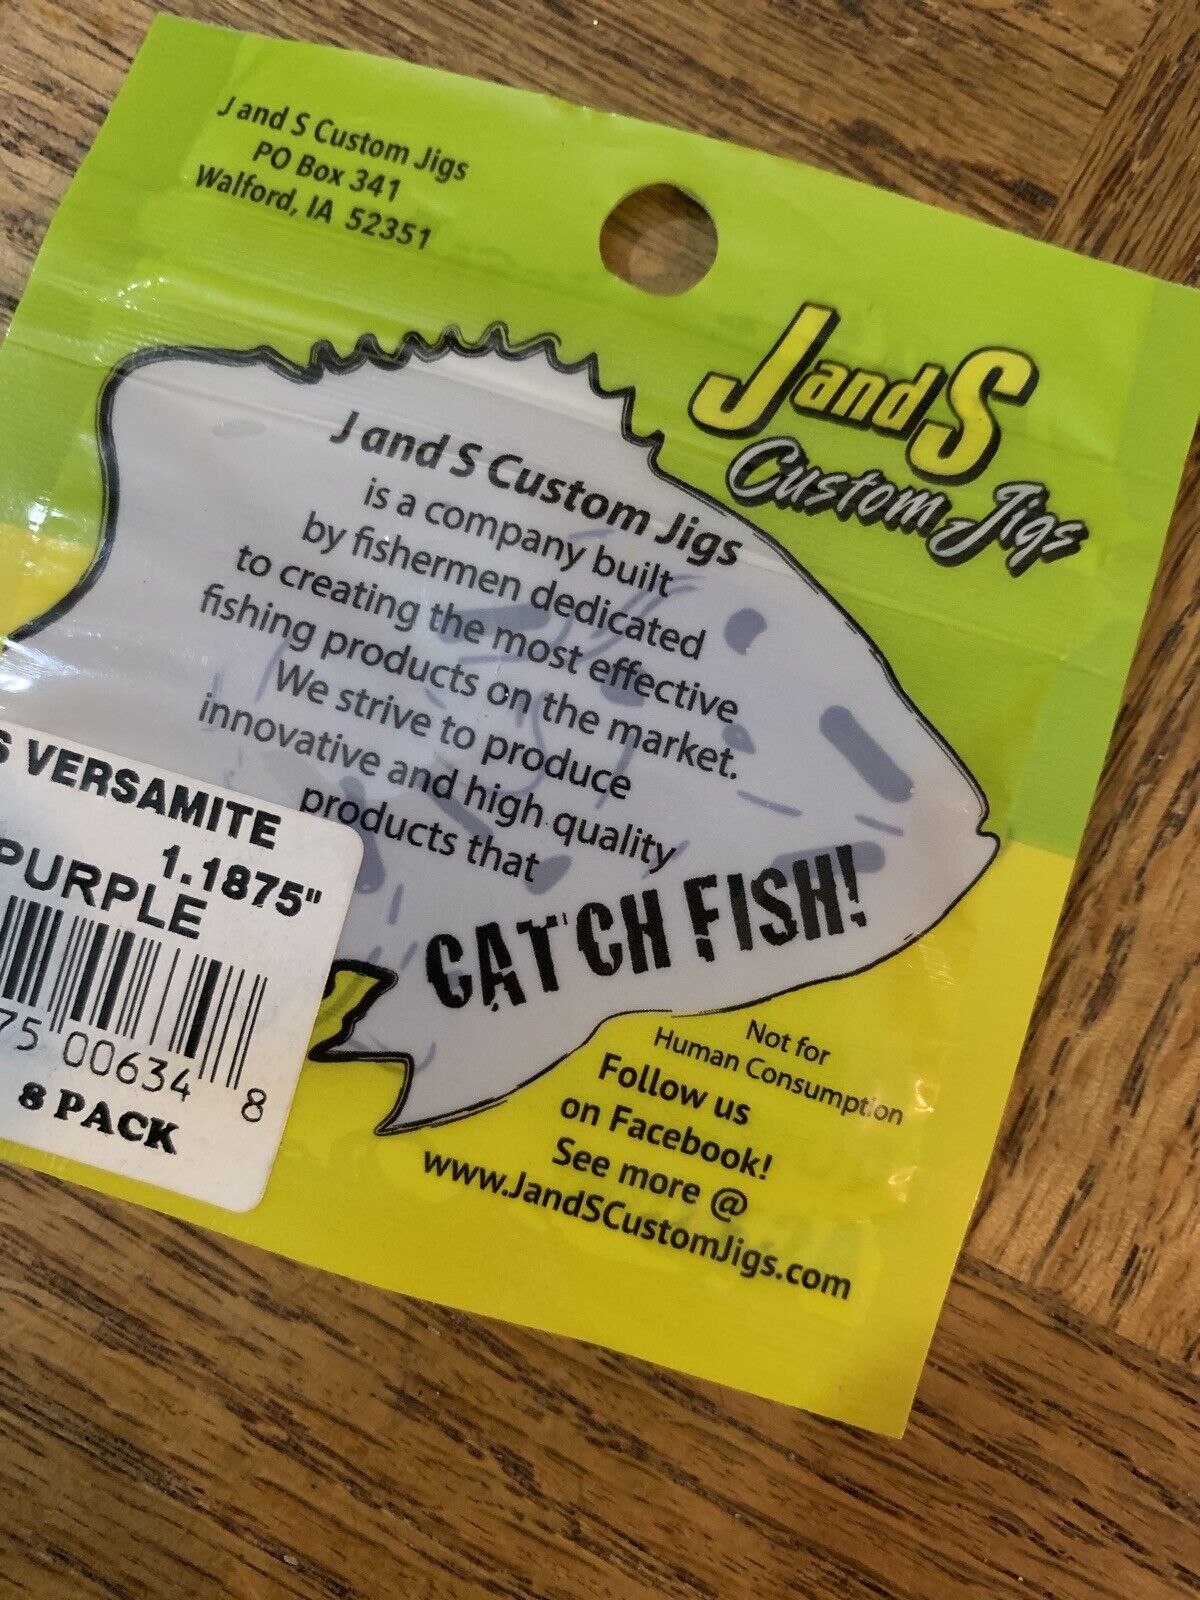 J and S Custom Jigs
PO Box 341
Walford, IA 52351
J and S
Custom Jigs
J and S Custom Jigs
is a company built
by fishermen dedicated
to creating the most effective
fishing products on the market.
We strive to produce
innovative and high quality
products that
CATCH FISH!
S VERSAMITE
1.1875"
PURPLE
75 00634 8
8 PACK
Not for
Human Consumption
Follow us
on Facebook!
See more @
www.JandSCustomJigs.com